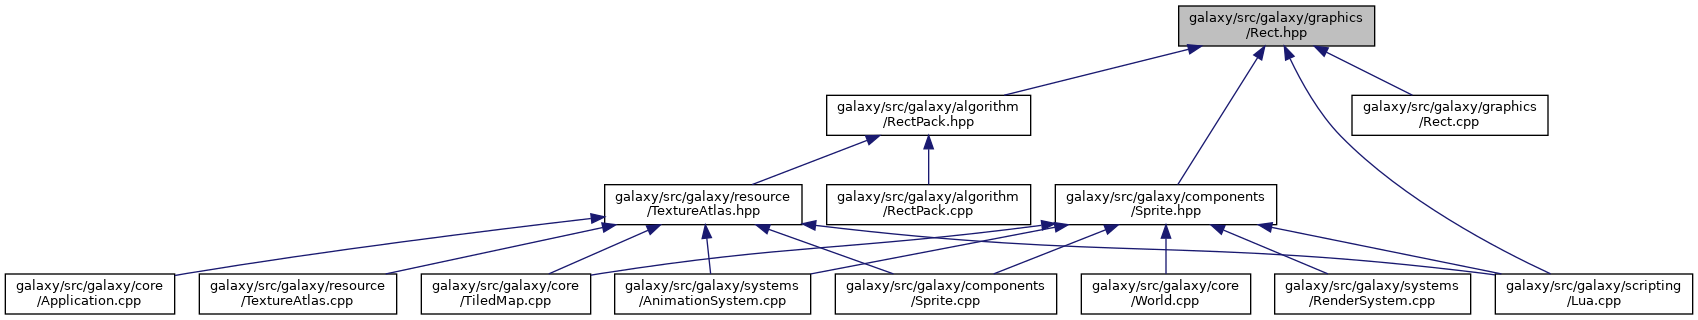 galaxy/src/galaxy/graphics
/Rect.hpp
galaxy/src/galaxy/algorithm
/RectPack.hpp
galaxy/src/galaxy/graphics
/Rect.cpp
galaxy/src/galaxy/resource
/TextureAtlas.hpp
galaxy/src/galaxy/algorithm
/RectPack.cpp
galaxy/src/galaxy/components
/Sprite.hpp
galaxy/src/galaxy/core
/Application.cpp
galaxy/src/galaxy/resource
/TextureAtlas.cpp
galaxy/src/galaxy/core
/TiledMap.cpp
galaxy/src/galaxy/systems
/AnimationSystem.cpp
galaxy/src/galaxy/components
/Sprite.cpp
galaxy/src/galaxy/core
/World.cpp
galaxy/src/galaxy/systems
/RenderSystem.cpp
galaxy/src/galaxy/scripting
/Lua.cpp